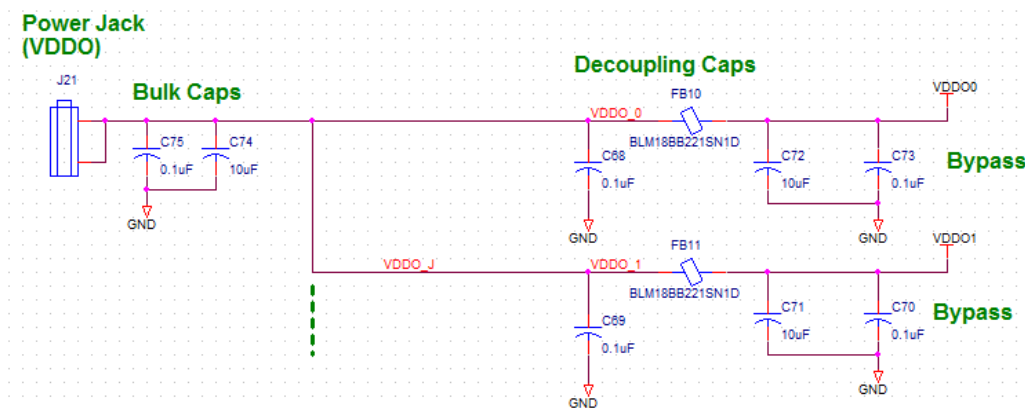 Power Jack
(VDDO)
J21
Bulk Caps
C75
0.1uF
C74
10uF
GND
Decoupling Caps
FB10
VDDO_0
BLM18BB221SN1D
VDDO0
C68
0.1uF
C72
10uF
C73
0.1uF
Bypass
GND
GND
VDDO_J
FB11
VDDO_1
BLM18BB221SN1D
VDDO1
C69
0.1uF
C71
10uF
C70
0.1uF
Bypass
GND
GND